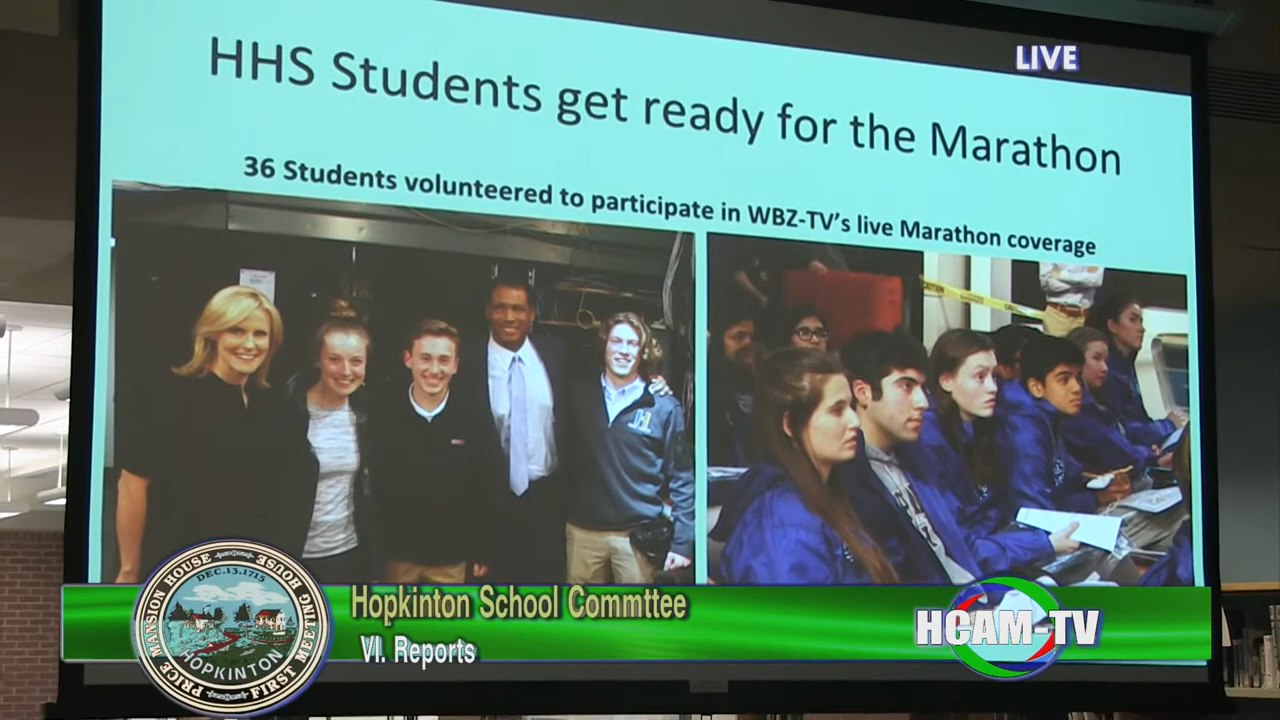 LIVE
HHS Students get ready for the Marathon
36 Students volunteered to participate in WBZ-TV's live Marathon coverage
CAUTION
H
Hopkinton School Commttee
VI. Reports
HCAM-TV
PRICE MANSION HOUSE
HOUSE FIRST MEETING
DEC.13.1715
HOPKINTON